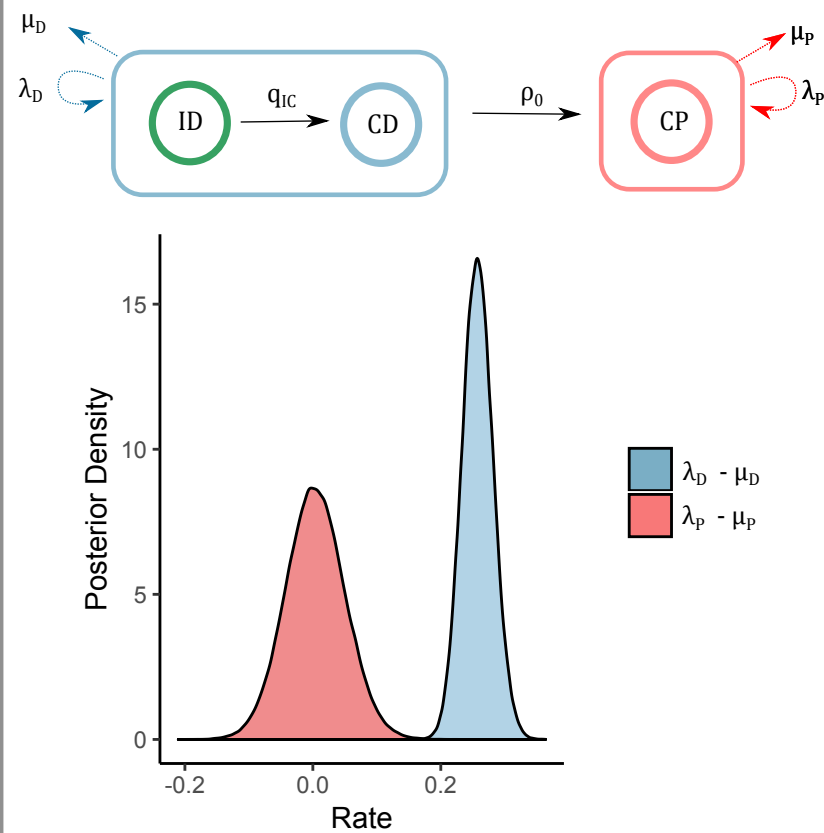 μD
λD
ID
qIC
CD
ρ0
CP
μP
λP
15
10
5
0
Posterior Density
-0.2
0.0
0.2
Rate
λD - μD
λP - μP